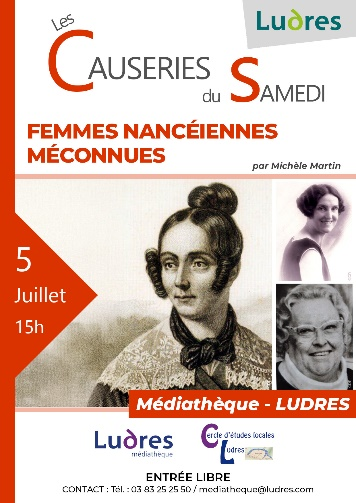 Ludres
Les
CAUSERIES
du SAMEDI
FEMMES NANCÉIENNES
MÉCONNUES
par Michèle Martin
5
Juillet
15h
Médiathèque - LUDRES
Ludres
médiathèque
Cercle d'études locales
Ludres
ENTRÉE LIBRE
CONTACT : Tél. : 03 83 25 25 50 / mediatheque@ludres.com